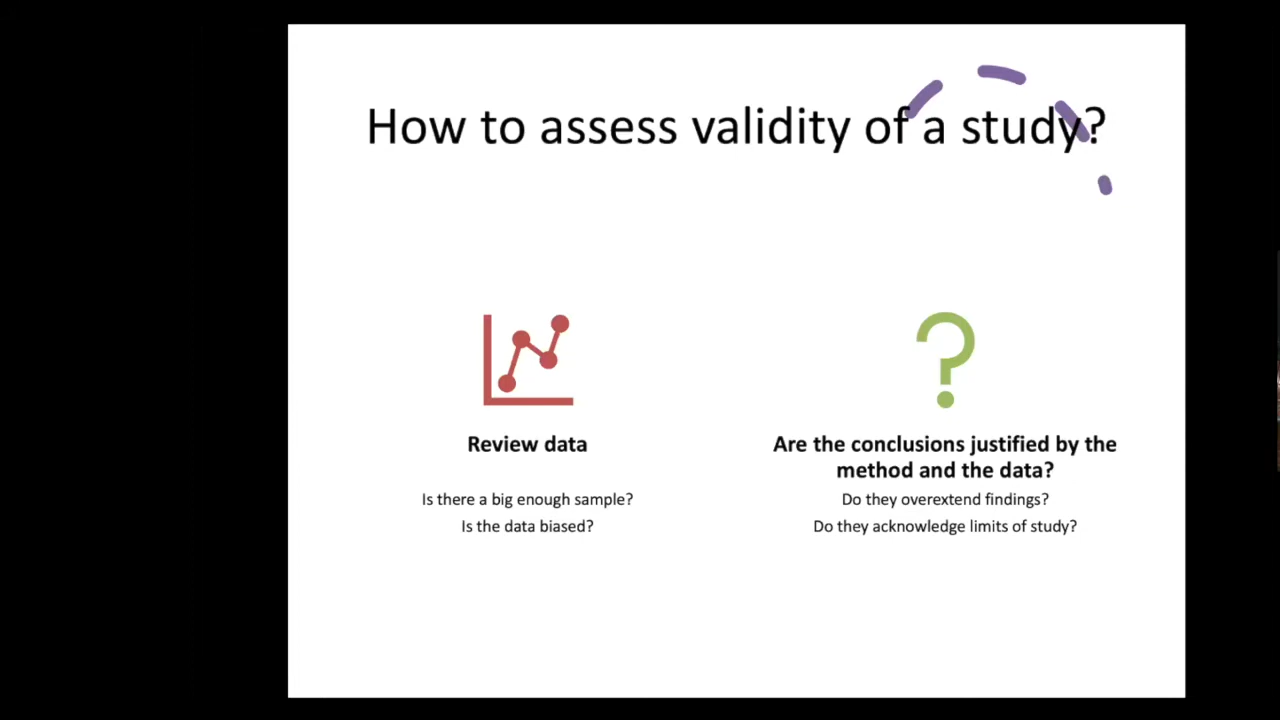 How to assess validity of a study?
Review data
Is there a big enough sample?
Is the data biased?
Are the conclusions justified by the
method and the data?
Do they overextend findings?
Do they acknowledge limits of study?